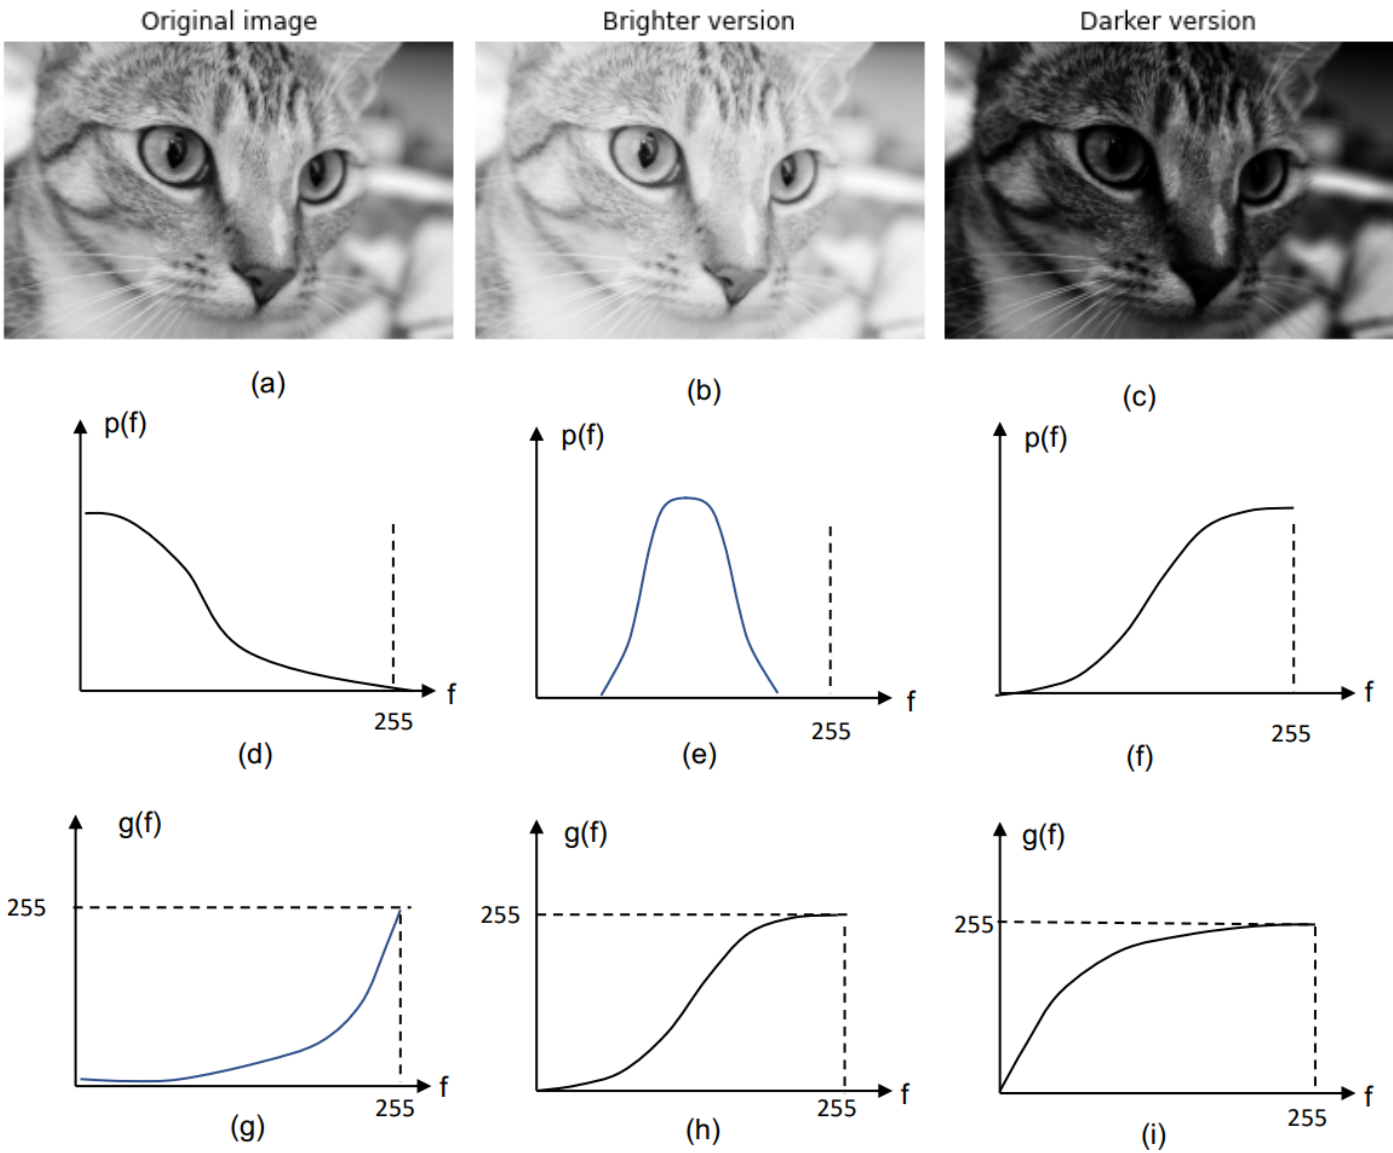 Original image
Brighter version
Darker version
(a)
(b)
(c)
p(f)
p(f)
p(f)
f
f
f
255
255
255
(d)
(e)
(f)
g(f)
g(f)
g(f)
255
255
255
f
f
f
255
255
255
(g)
(h)
(i)